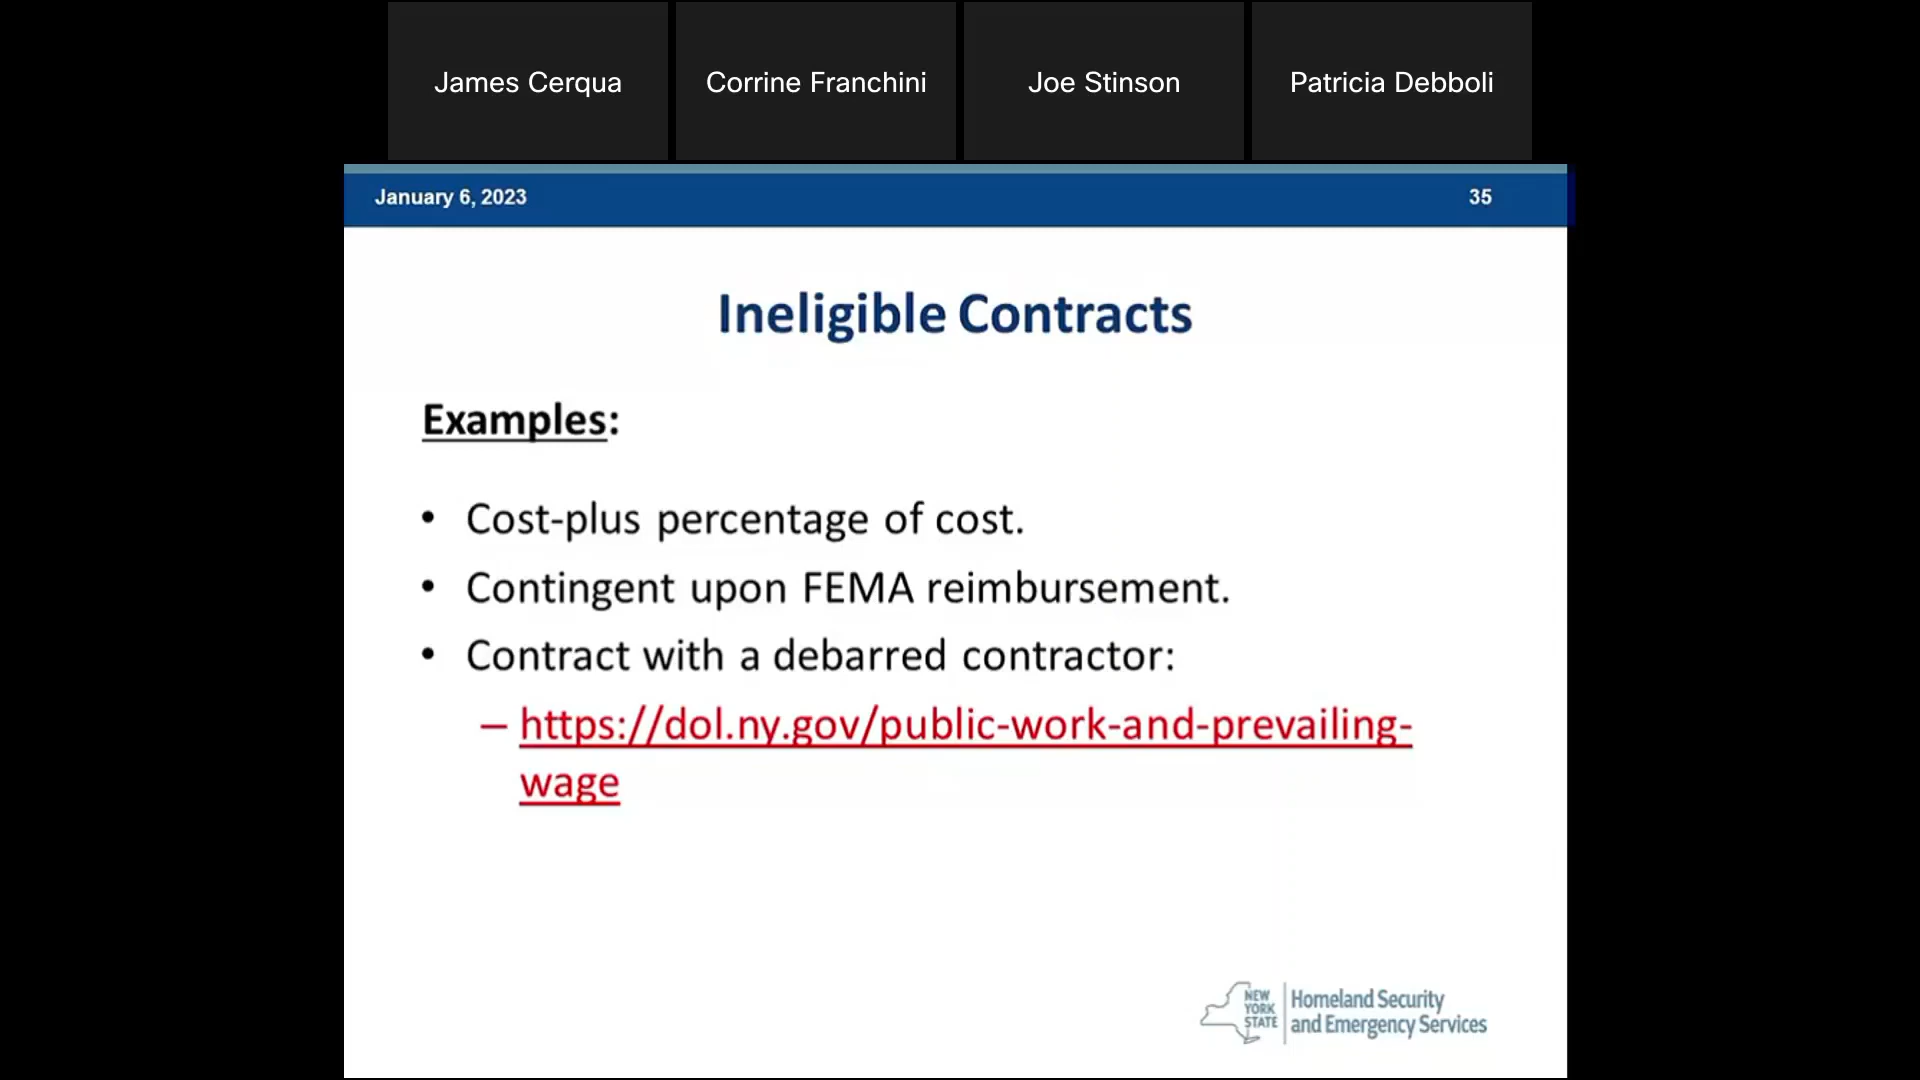 James Cerqua
Corrine Franchini
Joe Stinson
Patricia Debboli
January 6, 2023
35
Ineligible Contracts
Examples:
• Cost-plus percentage of cost.
• Contingent upon FEMA reimbursement.
• Contract with a debarred contractor:
– https://dol.ny.gov/public-work-and-prevailing-
wage
NEW
YORK
STATE
Homeland Security
and Emergency Services